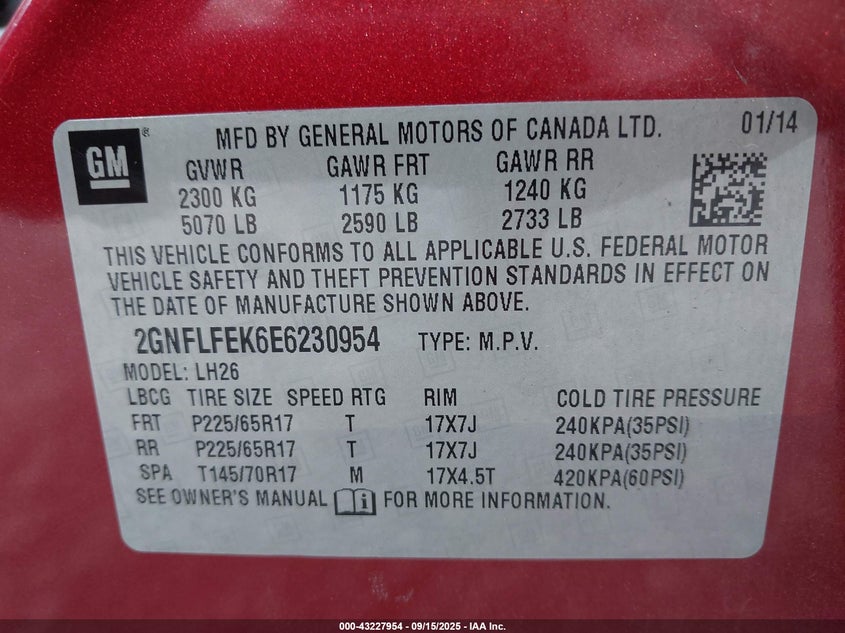 GM ®
MFD BY GENERAL MOTORS OF CANADA LTD. 01/14
GVWR GAWR FRT GAWR RR
2300 KG 1175 KG 1240 KG
5070 LB 2590 LB 2733 LB
THIS VEHICLE CONFORMS TO ALL APPLICABLE U.S. FEDERAL MOTOR
VEHICLE SAFETY AND THEFT PREVENTION STANDARDS IN EFFECT ON
THE DATE OF MANUFACTURE SHOWN ABOVE.
2GNFLFEK6E6230954 TYPE: M.P.V.
MODEL: LH26
LBCG TIRE SIZE SPEED RTG RIM COLD TIRE PRESSURE
FRT P225/65R17 T 17X7J 240KPA(35PSI)
RR P225/65R17 T 17X7J 240KPA(35PSI)
SPA T145/70R17 M 17X4.5T 420KPA(60PSI)
SEE OWNER'S MANUAL i FOR MORE INFORMATION.
000-43227954 - 09/15/2025 - IAA Inc.